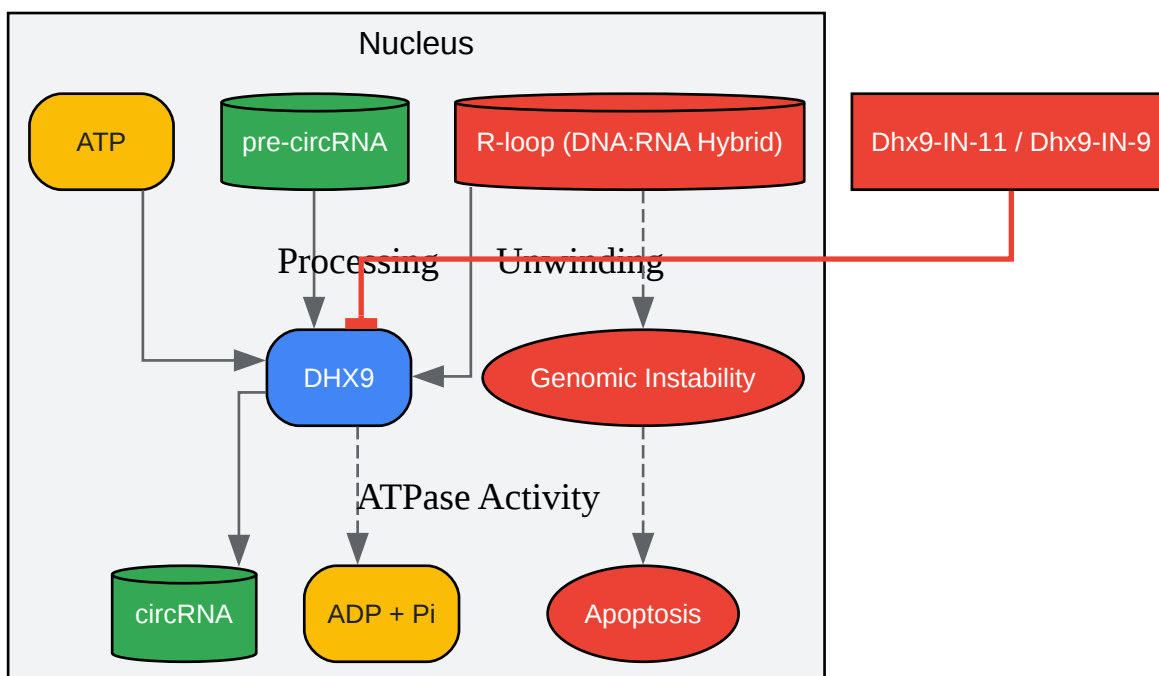 Nucleus
ATP
pre-circRNA
R-loop (DNA:RNA Hybrid)
Dhx9-IN-11 / Dhx9-IN-9
Processing
Unwinding
DHX9
Genomic Instability
ATPase Activity
circRNA
ADP + Pi
Apoptosis